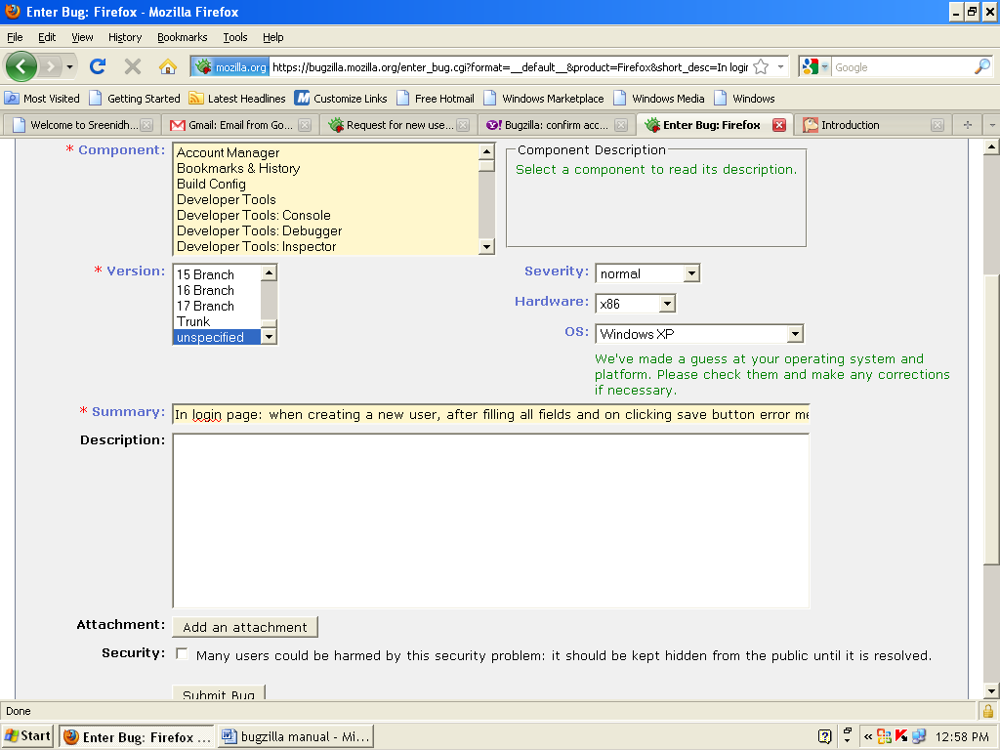 Enter Bug: Firefox - Mozilla Firefox
File Edit View History Bookmarks Tools Help
mozilla.org https://bugzilla.mozilla.org/enter_bug.cgi?format=__default__&product=Firefox&short_desc=In login Google
Most Visited Getting Started Latest Headlines Customize Links Free Hotmail Windows Marketplace Windows Media Windows
Welcome to Sreenidh... Gmail: Email from Go... Request for new use... Bugzilla: confirm acc... Enter Bug: Firefox Introduction
* Component:
Account Manager
Bookmarks & History
Build Config
Developer Tools
Developer Tools: Console
Developer Tools: Debugger
Developer Tools: Inspector
Component Description
Select a component to read its description.
* Version:
15 Branch
16 Branch
17 Branch
Trunk
unspecified
Severity: normal
Hardware: x86
OS: Windows XP
We've made a guess at your operating system and
platform. Please check them and make any corrections
if necessary.
* Summary: In login page: when creating a new user, after filling all fields and on clicking save button error me
Description:
Attachment: Add an attachment
Security: Many users could be harmed by this security problem: it should be kept hidden from the public until it is resolved.
Submit Bug
Done
Start Enter Bug: Firefox ... bugzilla manual - Mi... 12:58 PM